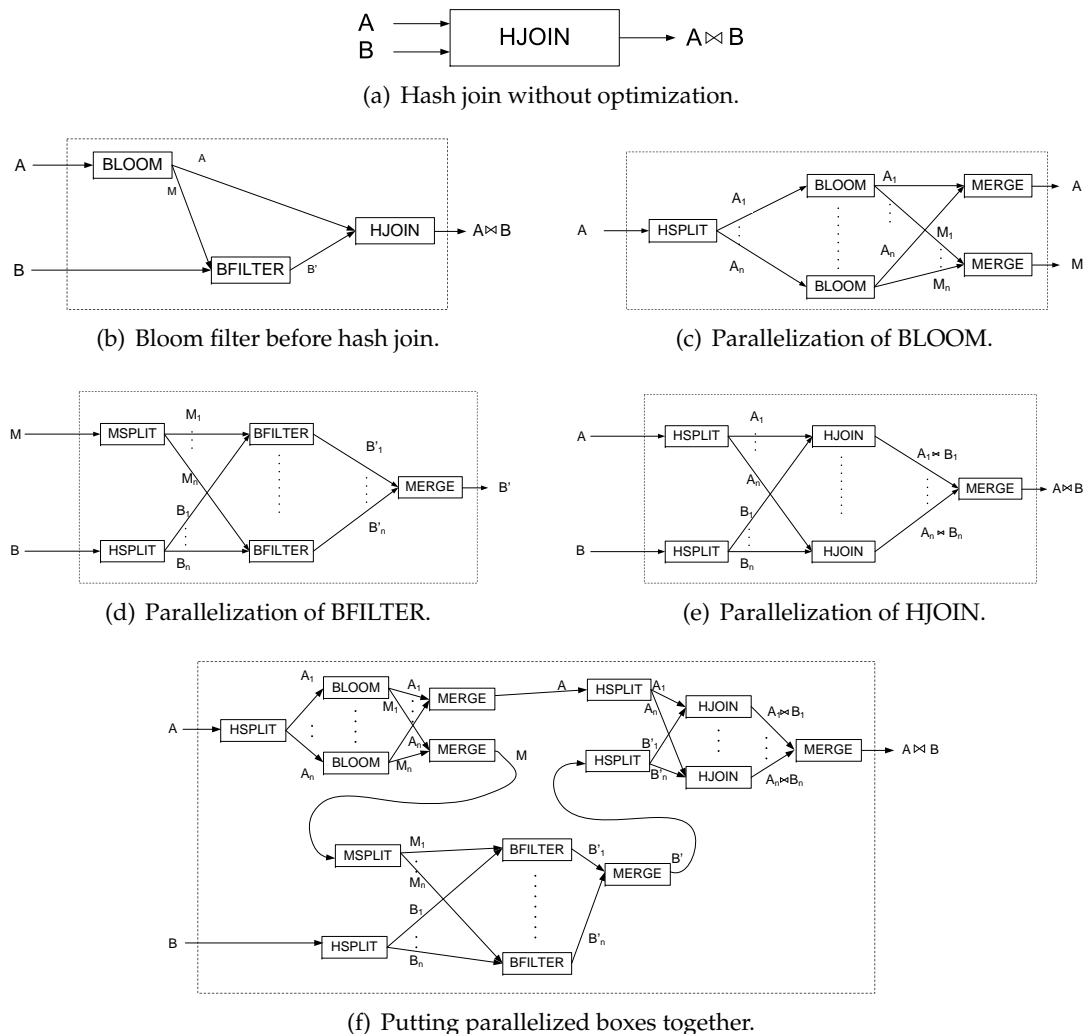 A
B
HJOIN
A⋈B
(a) Hash join without optimization.
A
BLOOM
A
M
HJOIN
A⋈B
B
BFILTER
B'
(b) Bloom filter before hash join.
A
HSPLIT
A₁
Aₙ
BLOOM
BLOOM
A₁
Aₙ
M₁
Mₙ
MERGE
A
MERGE
M
(c) Parallelization of BLOOM.
M
MSPLIT
M₁
Mₙ
BFILTER
B'₁
MERGE
B'
B
HSPLIT
B₁
Bₙ
BFILTER
B'ₙ
(d) Parallelization of BFILTER.
A
HSPLIT
A₁
Aₙ
HJOIN
A₁⋈B₁
MERGE
A⋈B
B
HSPLIT
B₁
Bₙ
HJOIN
Aₙ⋈Bₙ
(e) Parallelization of HJOIN.
A
HSPLIT
A₁
Aₙ
BLOOM
BLOOM
A₁
M₁
Aₙ
Mₙ
MERGE
MERGE
A
M
HSPLIT
A₁
Aₙ
HSPLIT
B'₁
B'ₙ
HJOIN
HJOIN
A₁⋈B₁
Aₙ⋈Bₙ
MERGE
A⋈B
MSPLIT
M₁
Mₙ
BFILTER
B'₁
MERGE
B'
B
HSPLIT
B₁
Bₙ
BFILTER
B'ₙ
(f) Putting parallelized boxes together.